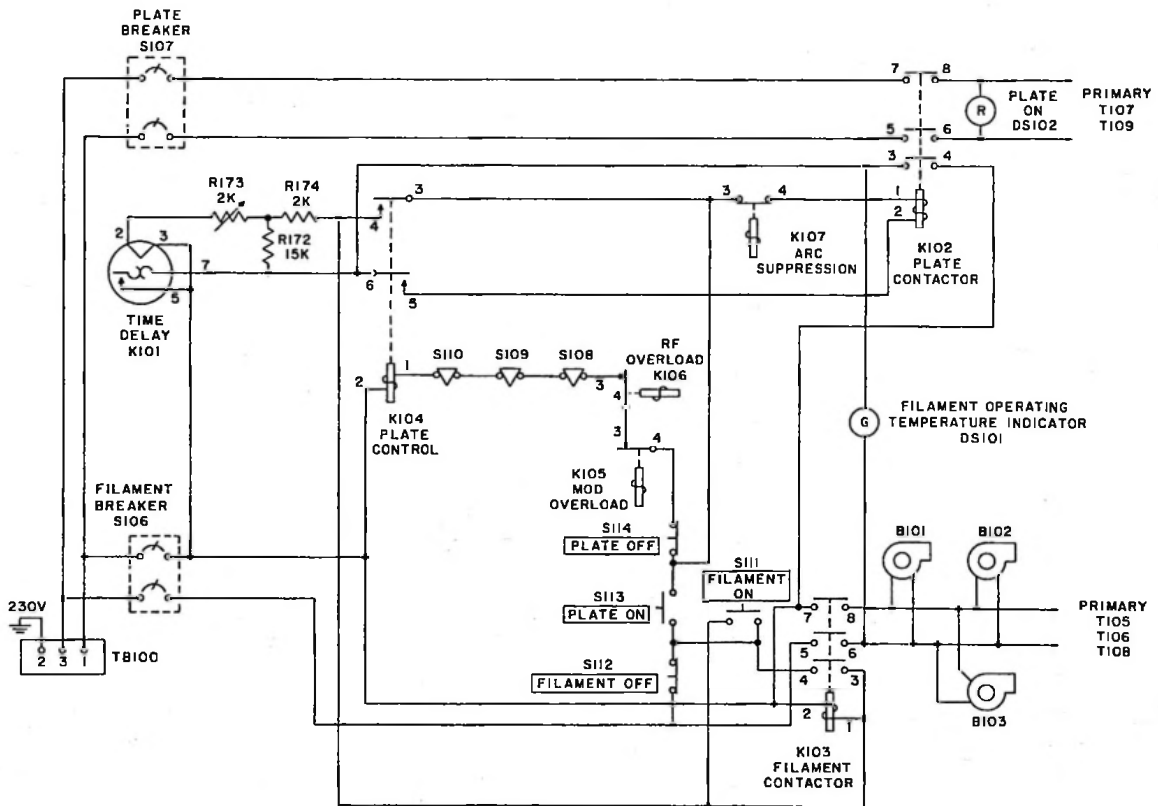 PLATE
BREAKER
S107
7
8
R
PLATE
ON
DS102
PRIMARY
T107
T109
5
6
3
4
R173
2K
R174
2K
3
3
4
1
2
4
K107
ARC
SUPPRESSION
K102
PLATE
CONTACTOR
2
3
R172
15K
7
6
5
5
TIME
DELAY
K101
RF
OVERLOAD
K106
S110
S109
S108
1
2
3
4
K104
PLATE
CONTROL
3
4
G
FILAMENT OPERATING
TEMPERATURE INDICATOR
DS101
K105
MOD
OVERLOAD
FILAMENT
BREAKER
S106
S114
PLATE OFF
S111
FILAMENT
ON
B101
B102
S113
PLATE ON
7
8
PRIMARY
T105
T106
T108
230V
2
3
1
TB100
5
6
S112
FILAMENT OFF
4
3
B103
2
1
K103
FILAMENT
CONTACTOR